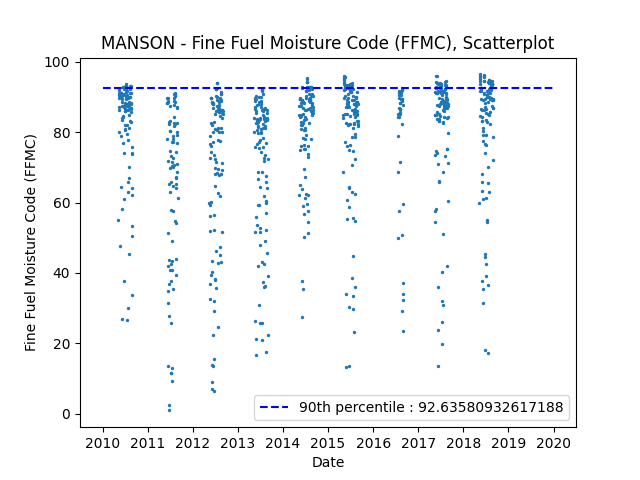 MANSON - Fine Fuel Moisture Code (FFMC), Scatterplot
Fine Fuel Moisture Code (FFMC)
100
80
60
40
20
0
90th percentile : 92.63580932617188
2010 2011 2012 2013 2014 2015 2016 2017 2018 2019 2020
Date